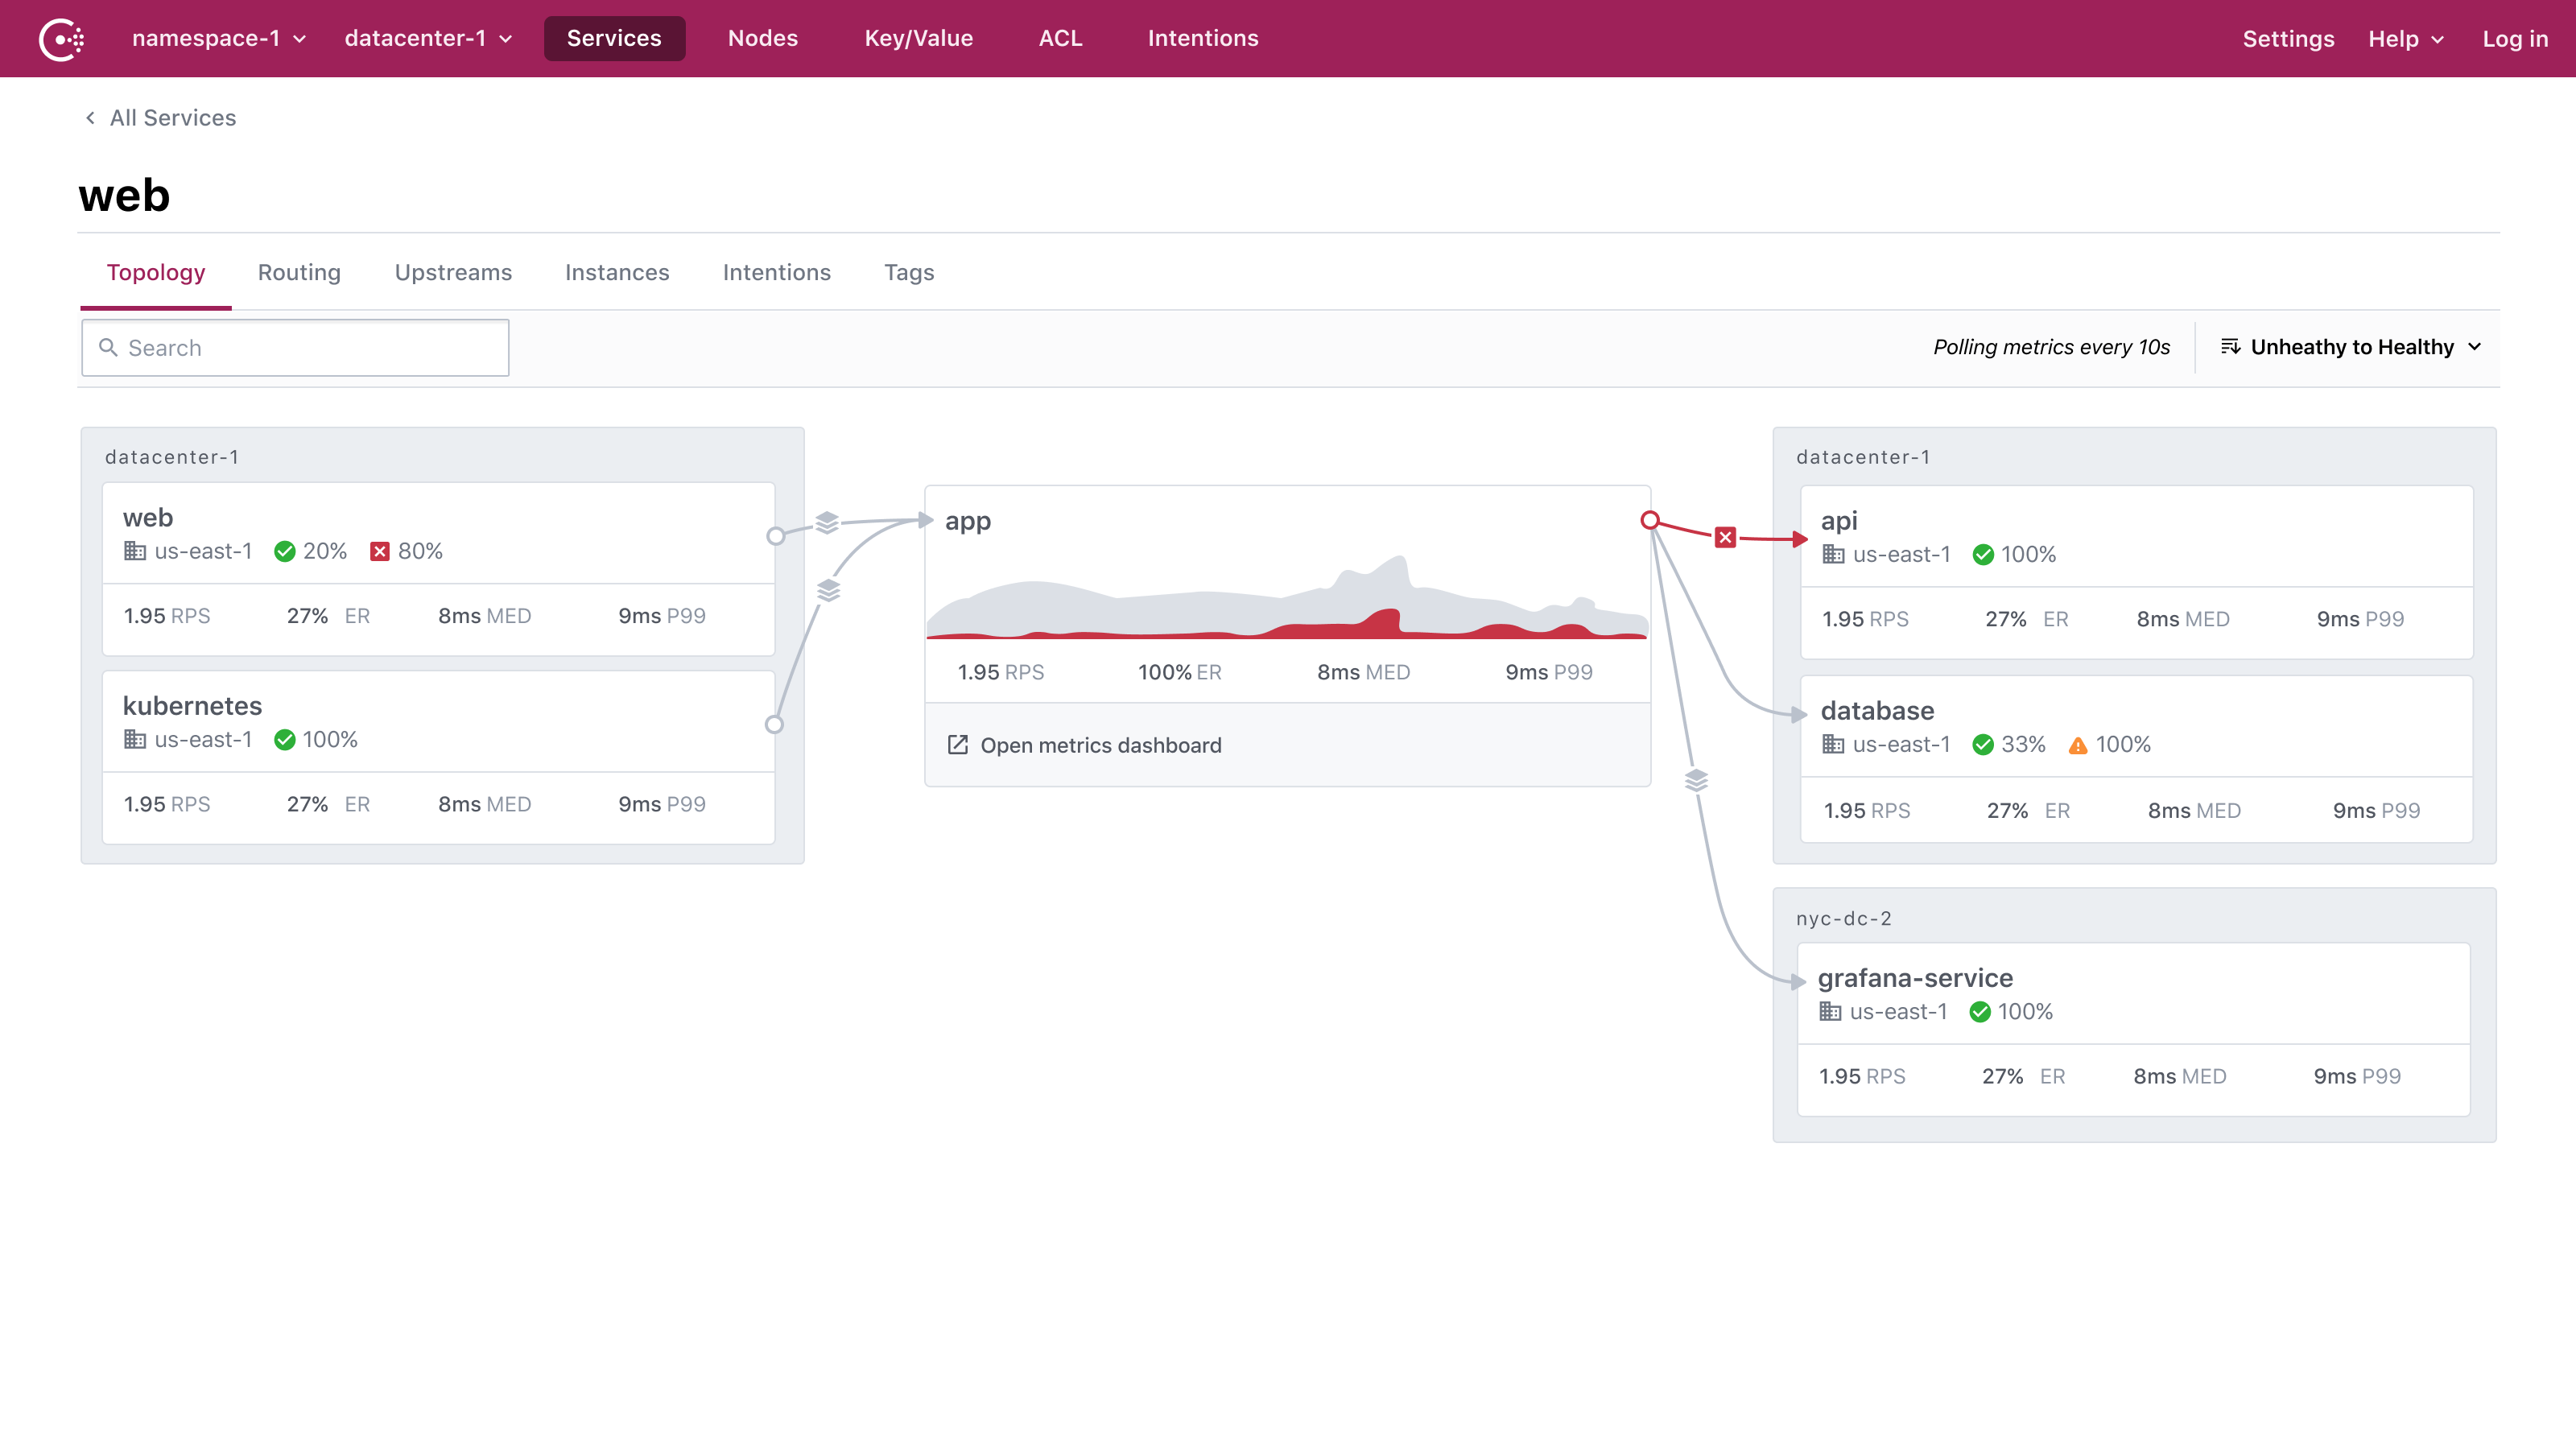 namespace-1 datacenter-1 Services Nodes Key/Value ACL Intentions Settings Help Log in
All Services
web
Topology Routing Upstreams Instances Intentions Tags
Search Polling metrics every 10s Unheathy to Healthy
datacenter-1
web
us-east-1 20% 80%
1.95 RPS 27% ER 8ms MED 9ms P99
kubernetes
us-east-1 100%
1.95 RPS 27% ER 8ms MED 9ms P99
app
1.95 RPS 100% ER 8ms MED 9ms P99
Open metrics dashboard
datacenter-1
api
us-east-1 100%
1.95 RPS 27% ER 8ms MED 9ms P99
database
us-east-1 33% 100%
1.95 RPS 27% ER 8ms MED 9ms P99
nyc-dc-2
grafana-service
us-east-1 100%
1.95 RPS 27% ER 8ms MED 9ms P99